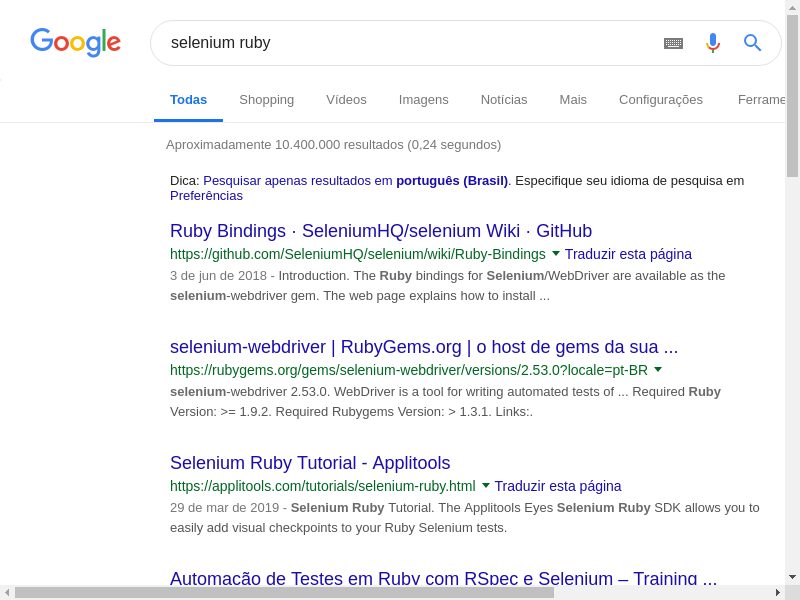 Google
selenium ruby
Todas Shopping Vídeos Imagens Notícias Mais Configurações Ferrame
Aproximadamente 10.400.000 resultados (0,24 segundos)
Dica: Pesquisar apenas resultados em português (Brasil). Especifique seu idioma de pesquisa em
Preferências
Ruby Bindings · SeleniumHQ/selenium Wiki · GitHub
https://github.com/SeleniumHQ/selenium/wiki/Ruby-Bindings Traduzir esta página
3 de jun de 2018 - Introduction. The Ruby bindings for Selenium/WebDriver are available as the
selenium-webdriver gem. The web page explains how to install ...
selenium-webdriver | RubyGems.org | o host de gems da sua ...
https://rubygems.org/gems/selenium-webdriver/versions/2.53.0?locale=pt-BR
selenium-webdriver 2.53.0. WebDriver is a tool for writing automated tests of ... Required Ruby
Version: >= 1.9.2. Required Rubygems Version: > 1.3.1. Links:.
Selenium Ruby Tutorial - Applitools
https://applitools.com/tutorials/selenium-ruby.html Traduzir esta página
29 de mar de 2019 - Selenium Ruby Tutorial. The Applitools Eyes Selenium Ruby SDK allows you to
easily add visual checkpoints to your Ruby Selenium tests.
Automação de Testes em Ruby com RSpec e Selenium – Training ...